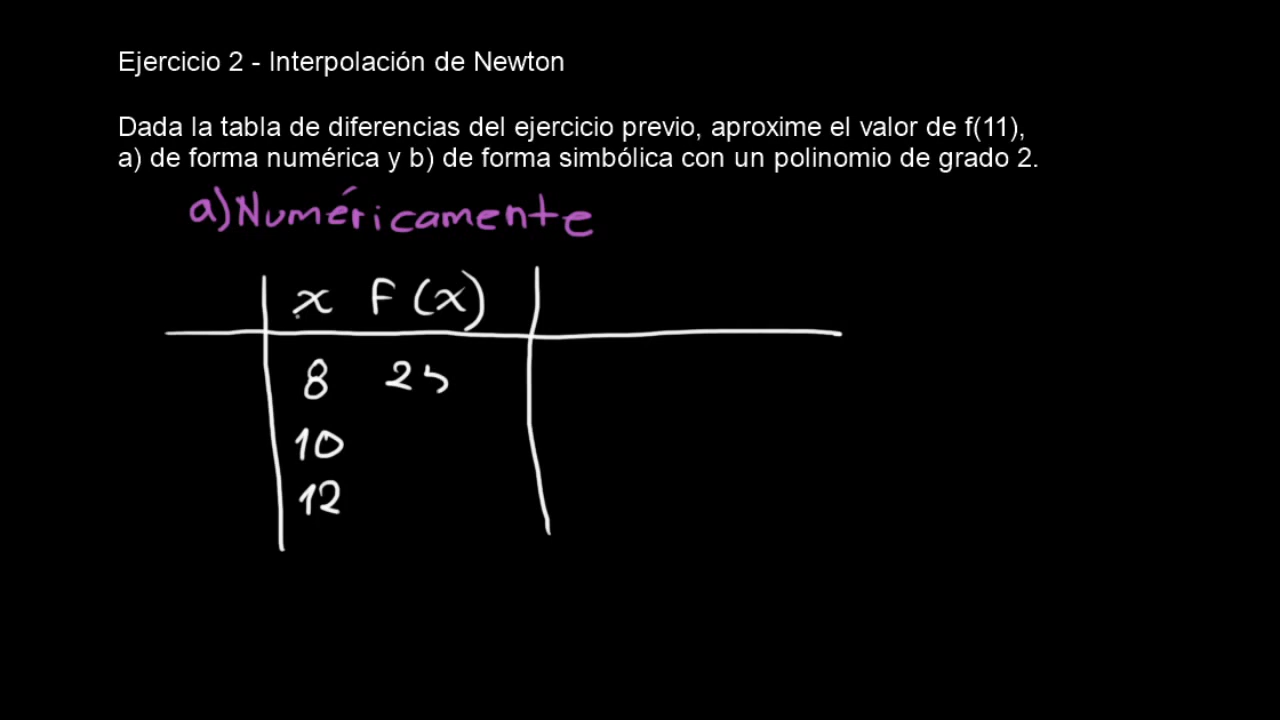 Ejercicio 2 - Interpolación de Newton
Dada la tabla de diferencias del ejercicio previo, aproxime el valor de f(11),
a) de forma numérica y b) de forma simbólica con un polinomio de grado 2.
a) Numéricamente
x F(x)
8 25
10
12